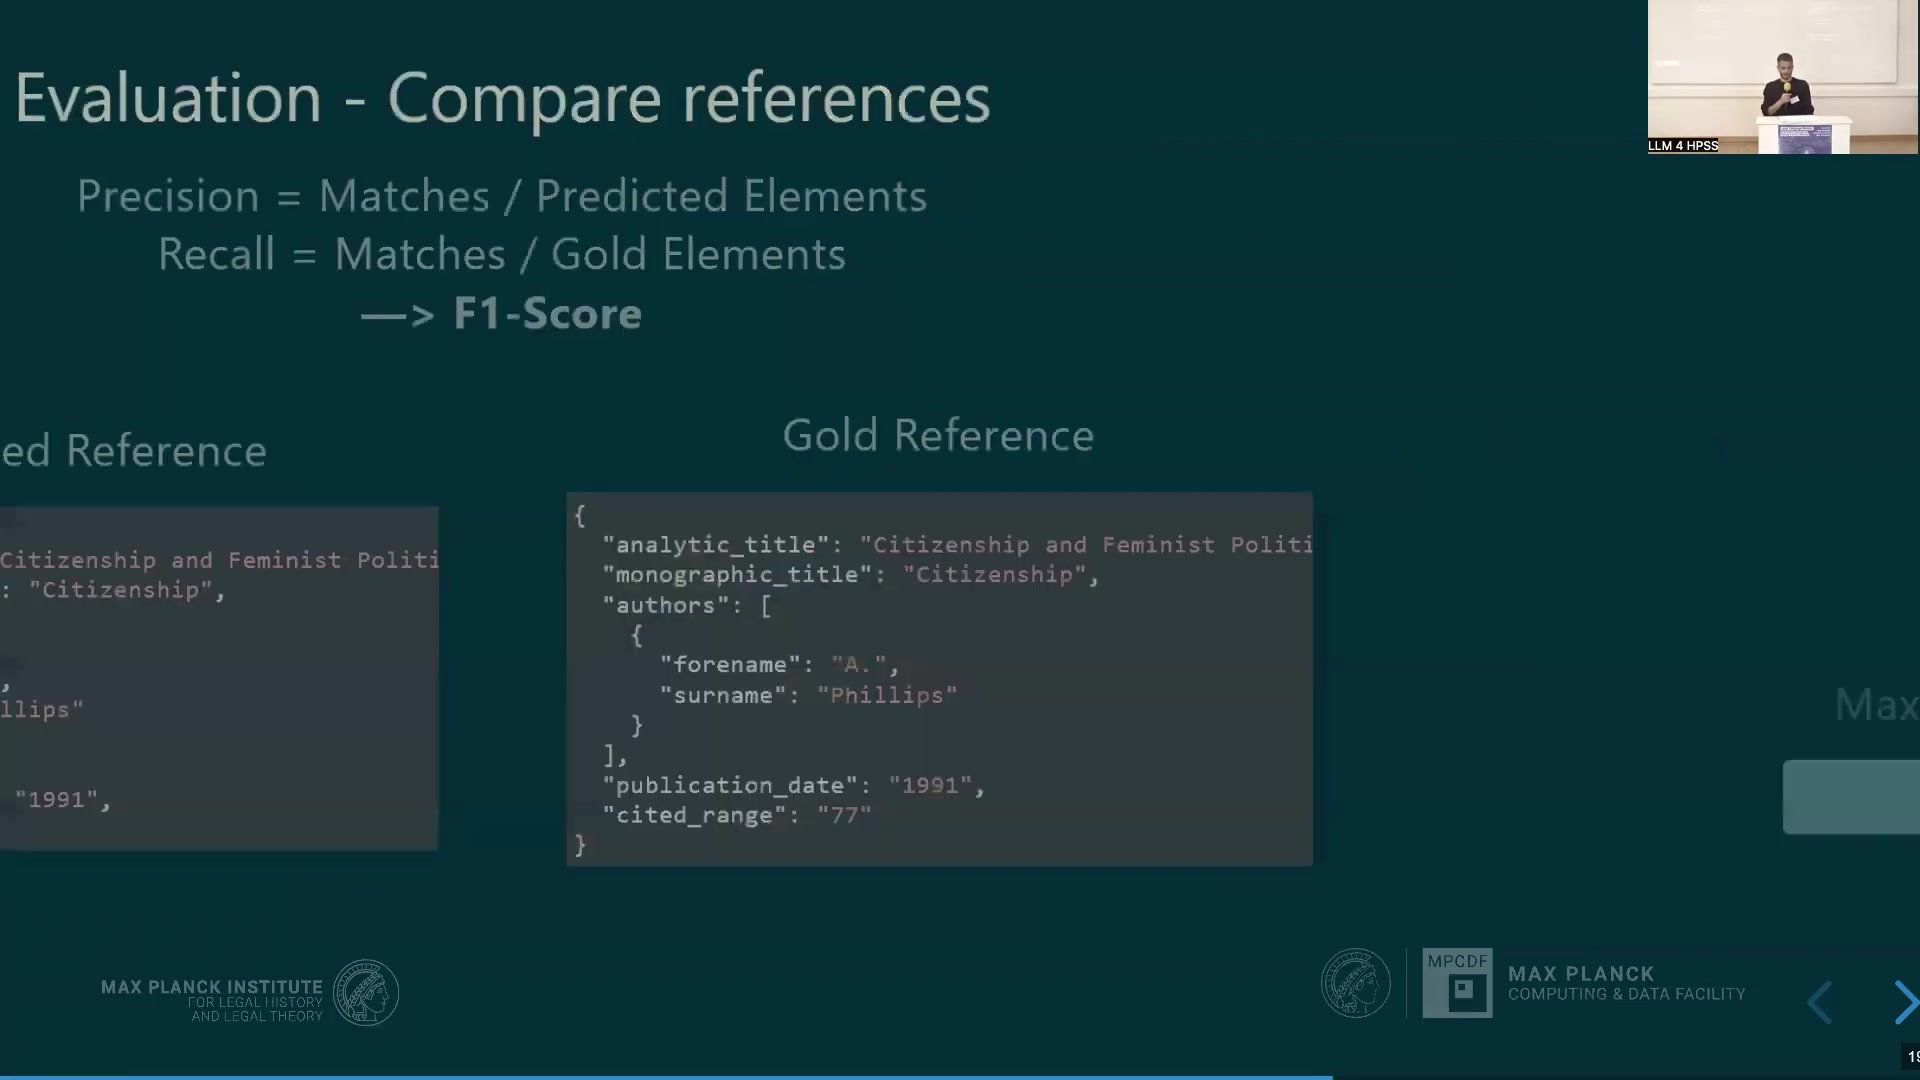 Evaluation - Compare references
LLM 4 HPSS
Precision = Matches / Predicted Elements
Recall = Matches / Gold Elements
—> F1-Score
ed Reference
Citizenship and Feminist Politi
: "Citizenship",
,
llips"
"1991",
Gold Reference
{
"analytic_title": "Citizenship and Feminist Politi
"monographic_title": "Citizenship",
"authors": [
{
"forename": "A.",
"surname": "Phillips"
}
],
"publication_date": "1991",
"cited_range": "77"
}
Max
MAX PLANCK INSTITUTE
FOR LEGAL HISTORY
AND LEGAL THEORY
MPCDF
MAX PLANCK
COMPUTING & DATA FACILITY
19